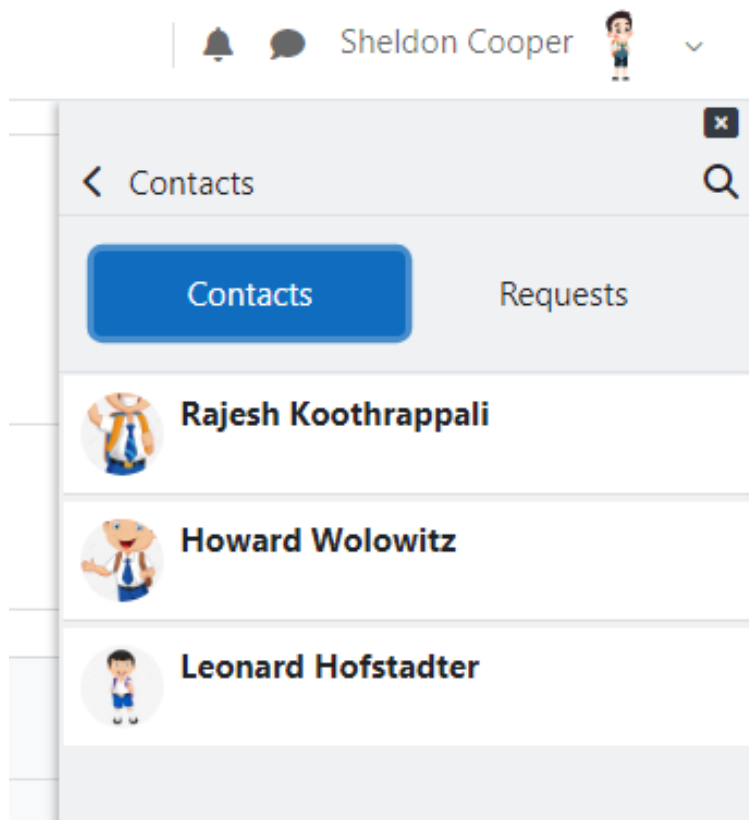 Sheldon Cooper
Contacts
Contacts Requests
Rajesh Koothrappali
Howard Wolowitz
Leonard Hofstadter